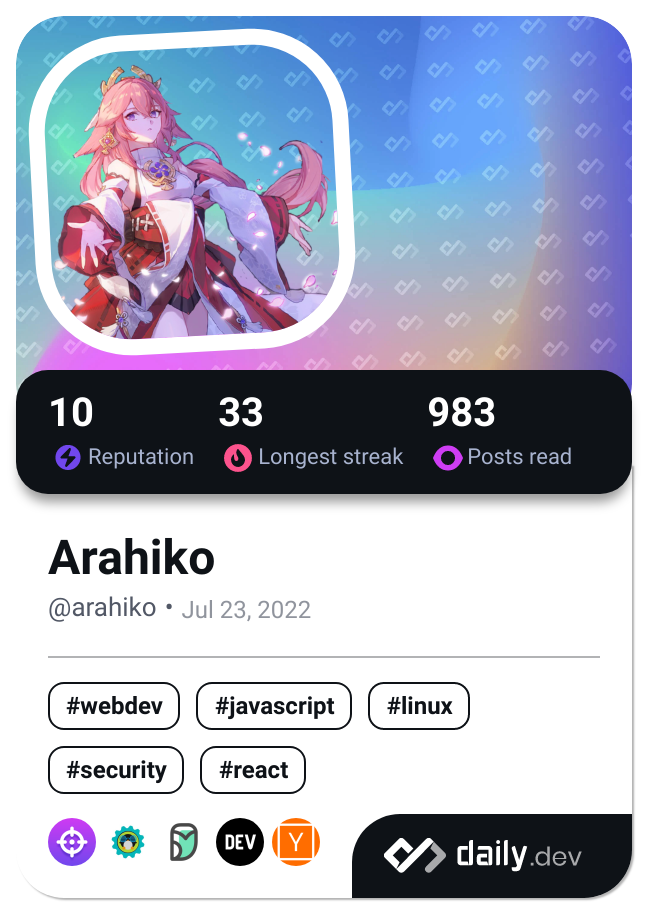 10 33 983
Reputation Longest streak Posts read
Arahiko
@arahiko • Jul 23, 2022
#webdev #javascript #linux
#security #react
DEV Y
daily.dev